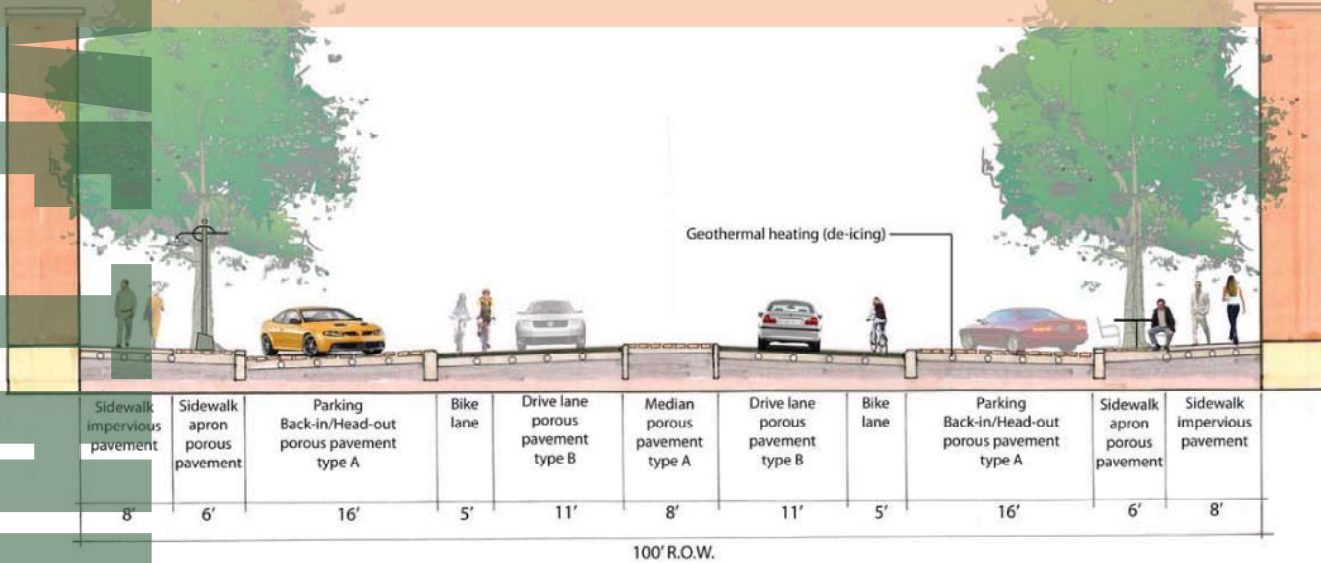 Geothermal heating (de-icing)
Sidewalk
impervious
pavement
Sidewalk
apron
porous
pavement
Parking
Back-in/Head-out
porous pavement
type A
Bike
lane
Drive lane
porous
pavement
type B
Median
porous
pavement
type A
Drive lane
porous
pavement
type B
Bike
lane
Parking
Back-in/Head-out
porous pavement
type A
Sidewalk
apron
porous
pavement
Sidewalk
impervious
pavement
8' 6' 16' 5' 11' 8' 11' 5' 16' 6' 8'
100' R.O.W.